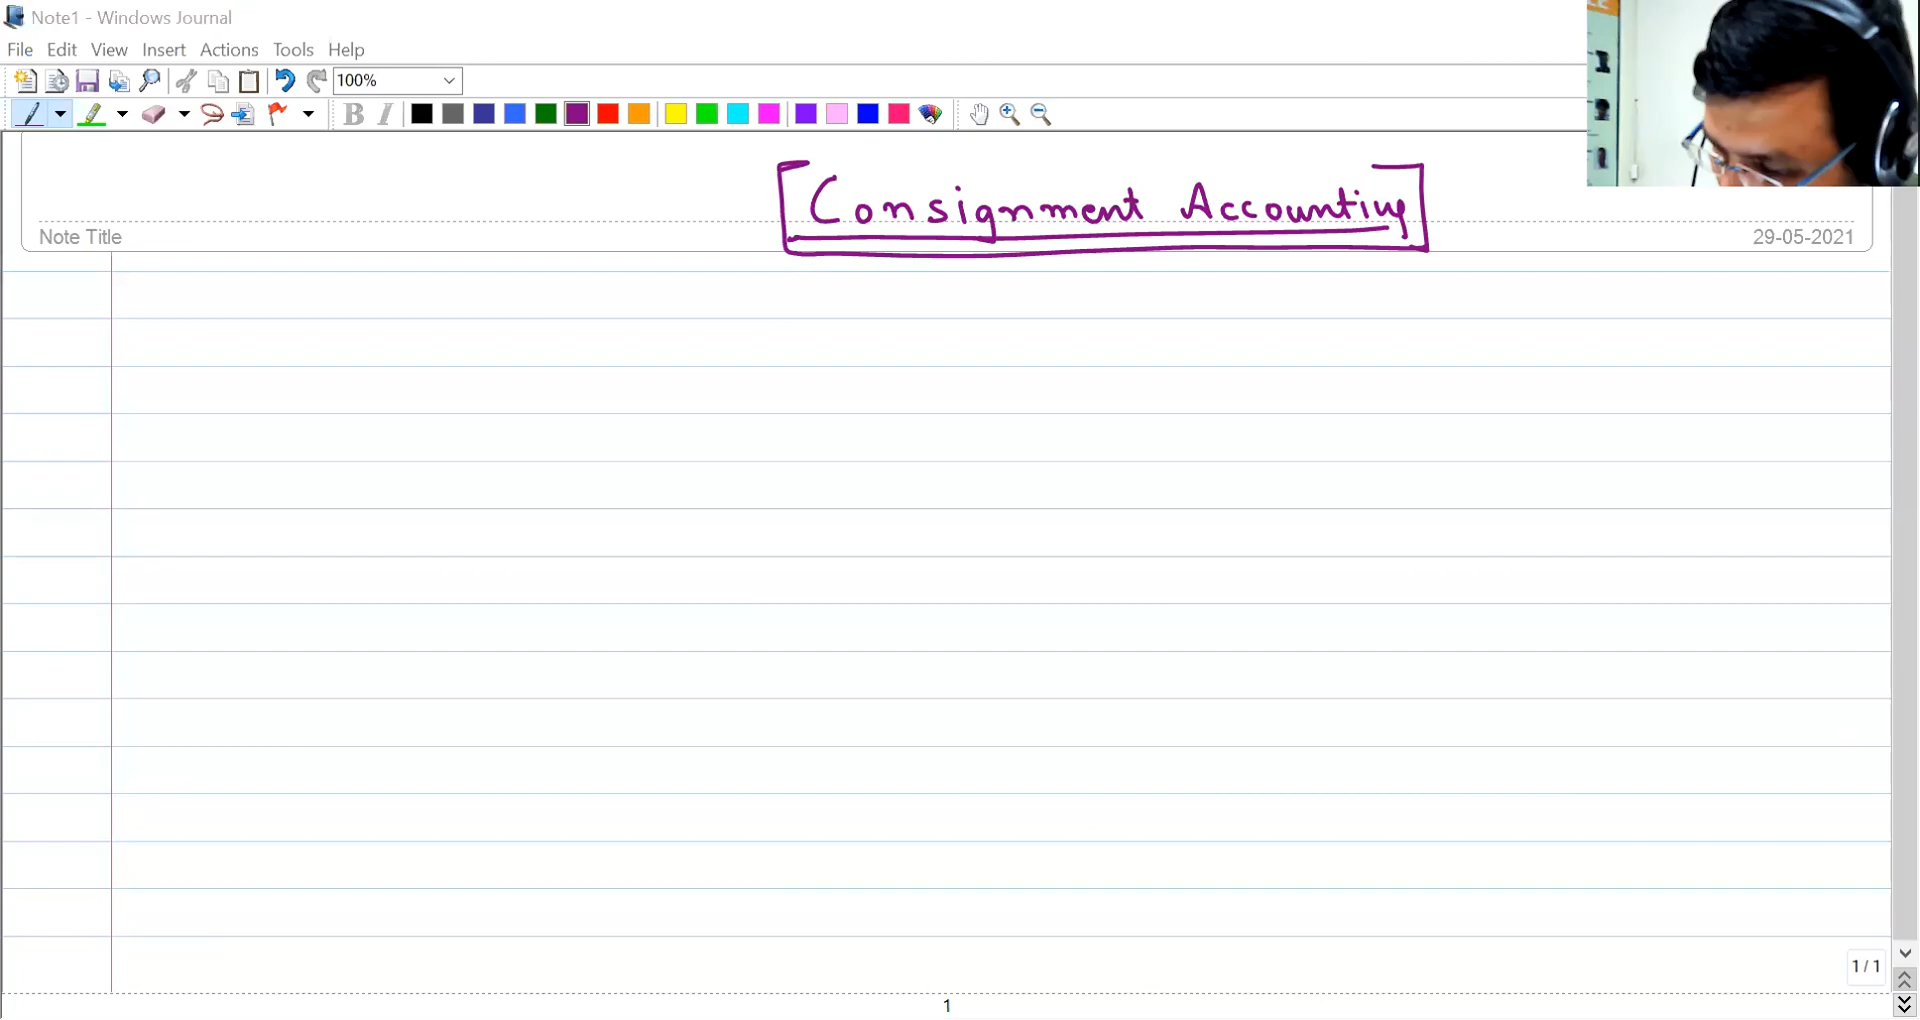 Note1 - Windows Journal
File Edit View Insert Actions Tools Help
100%
B I
Consignment Accounting
Note Title
29-05-2021
1 / 1
1